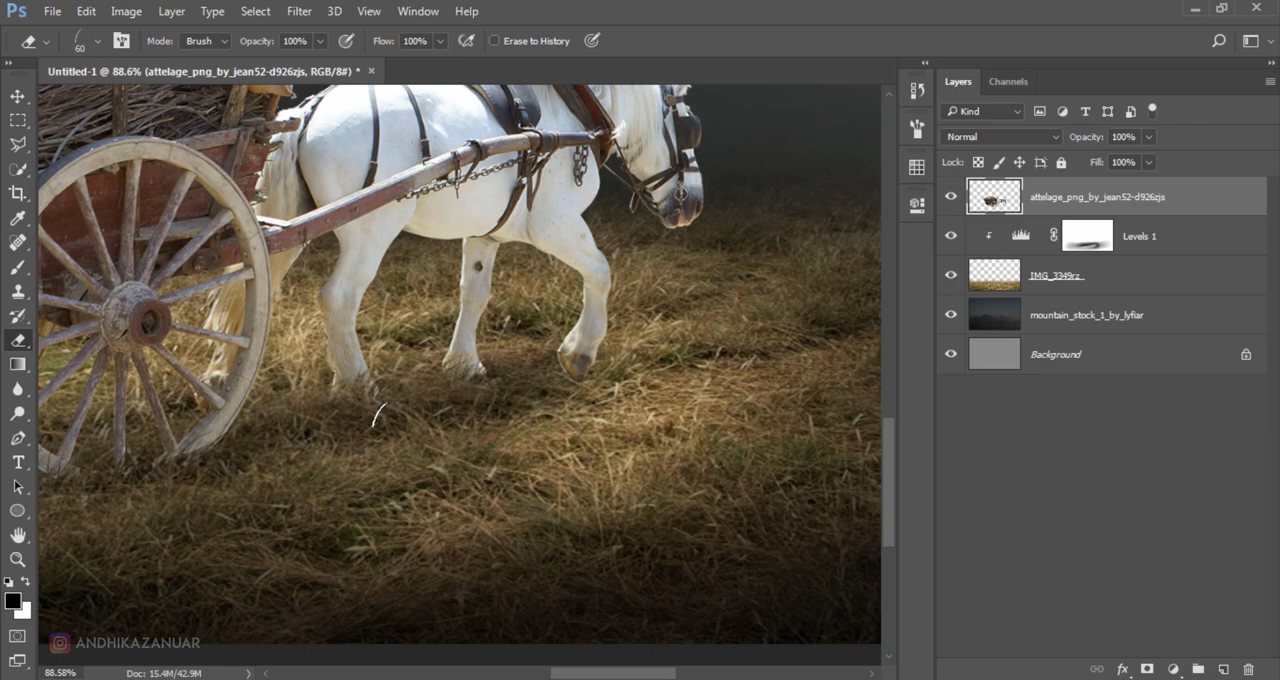 Ps File Edit Image Layer Type Select Filter 3D View Window Help
60 Mode: Brush Opacity: 100% Flow: 100% Erase to History
Untitled-1 @ 88.6% (attelage_png_by_jean52-d926zjs, RGB/8#) * ×
Layers Channels
Kind
Normal Opacity: 100%
Lock: Fill: 100%
attelage_png_by_jean52-d926zjs
Levels 1
IMG_3349rz
mountain_stock_1_by_lyfiar
Background
ANDHIKAZANUAR
88.58% Doc: 15.4M/42.9M